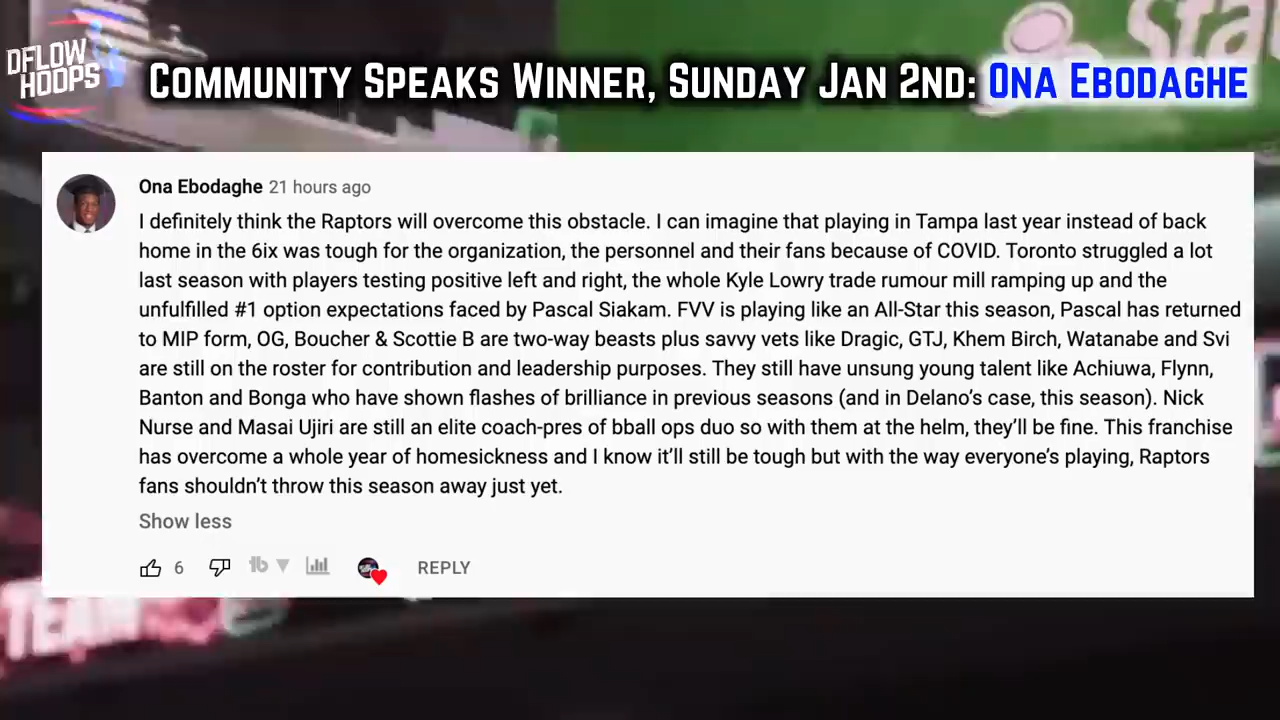 DFLOW
HOOPS
COMMUNITY SPEAKS WINNER, SUNDAY JAN 2ND: ONA EBODAGHE
Ona Ebodaghe 21 hours ago
I definitely think the Raptors will overcome this obstacle. I can imagine that playing in Tampa last year instead of back
home in the 6ix was tough for the organization, the personnel and their fans because of COVID. Toronto struggled a lot
last season with players testing positive left and right, the whole Kyle Lowry trade rumour mill ramping up and the
unfulfilled #1 option expectations faced by Pascal Siakam. FVV is playing like an All-Star this season, Pascal has returned
to MIP form, OG, Boucher & Scottie B are two-way beasts plus savvy vets like Dragic, GTJ, Khem Birch, Watanabe and Svi
are still on the roster for contribution and leadership purposes. They still have unsung young talent like Achiuwa, Flynn,
Banton and Bonga who have shown flashes of brilliance in previous seasons (and in Delano's case, this season). Nick
Nurse and Masai Ujiri are still an elite coach-pres of bball ops duo so with them at the helm, they'll be fine. This franchise
has overcome a whole year of homesickness and I know it'll still be tough but with the way everyone's playing, Raptors
fans shouldn't throw this season away just yet.
Show less
6
REPLY
TEAM